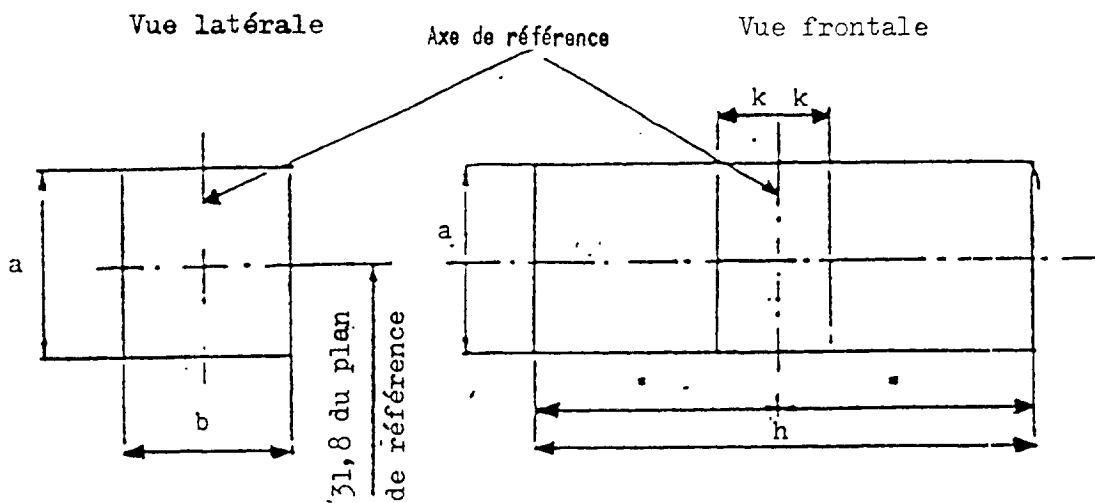 Vue latérale
Axe de référence
Vue frontale
k k
a
a
b
31,8 du plan
de référence
h